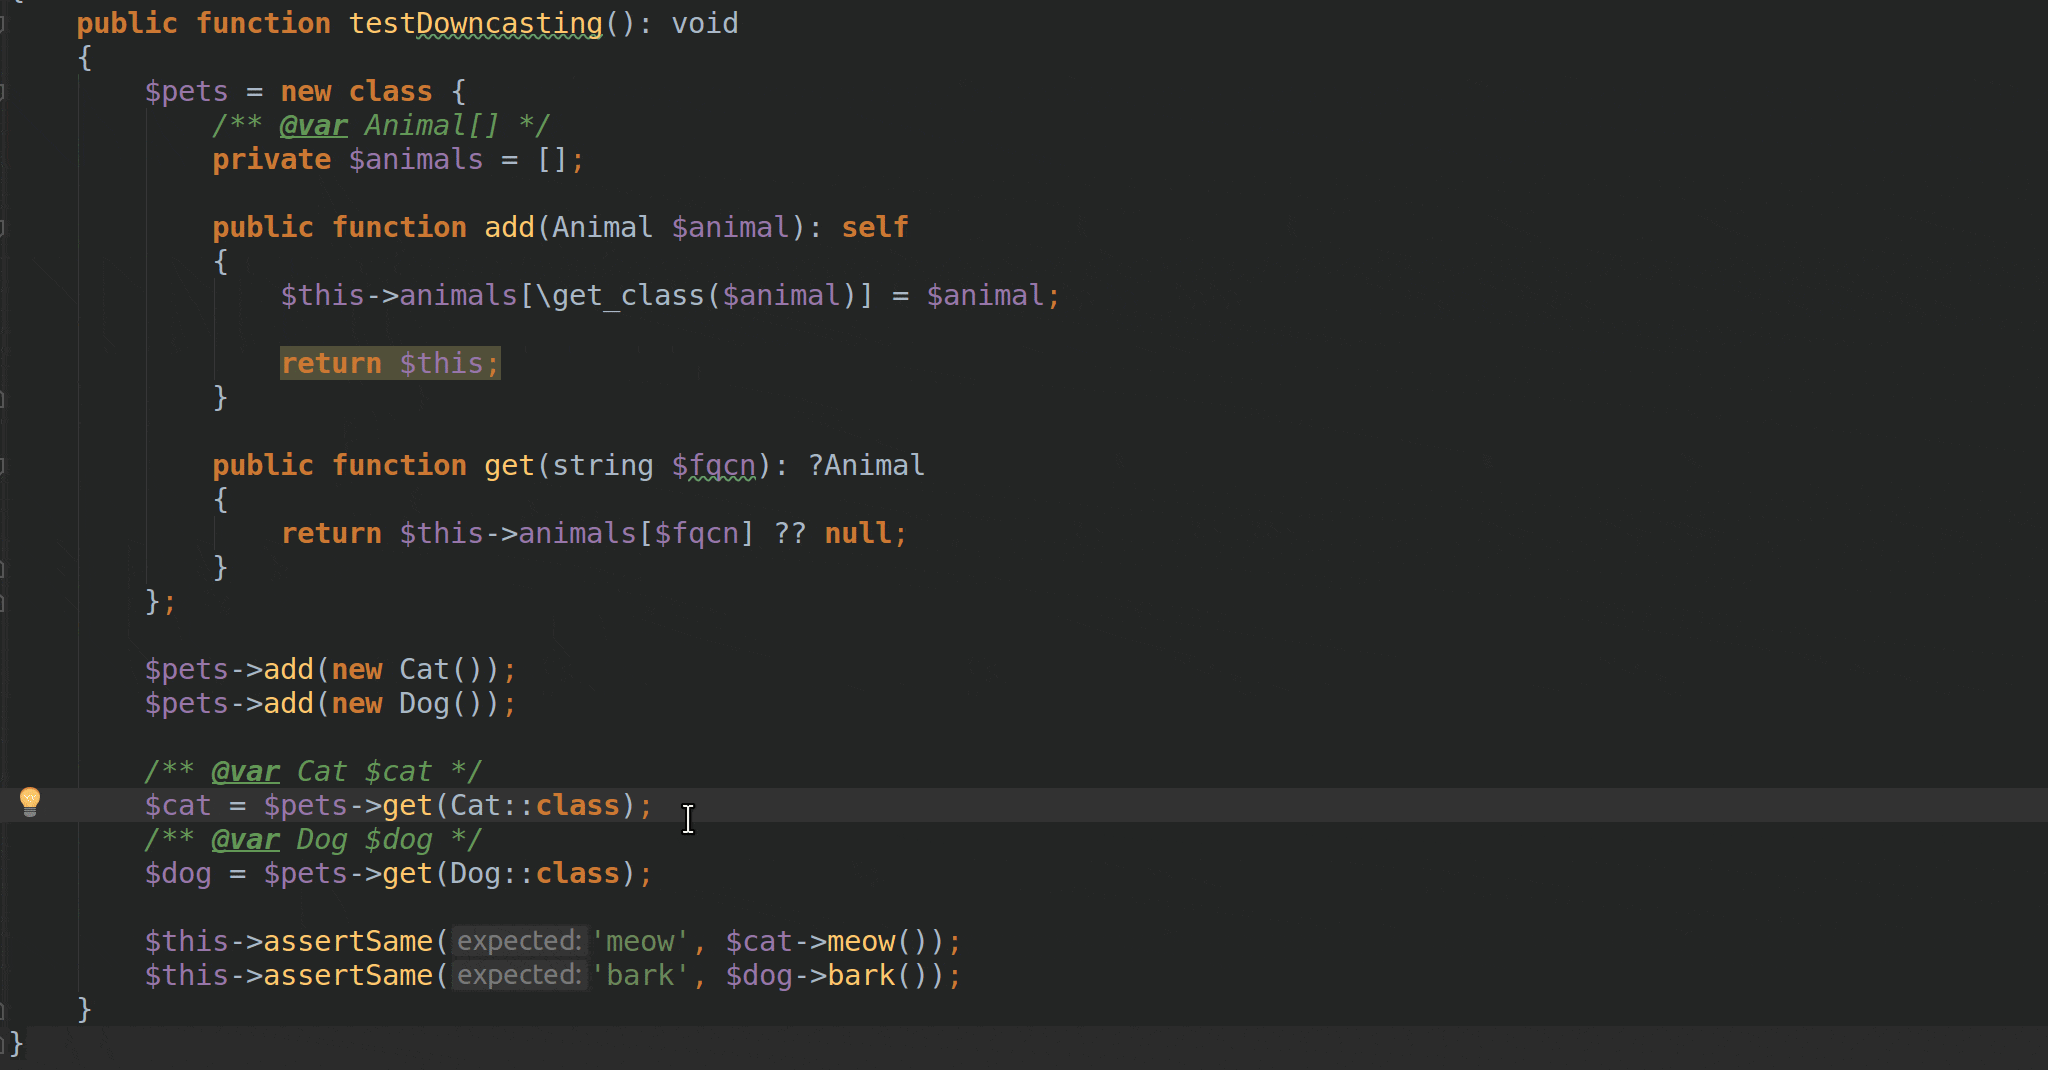 public function testDowncasting(): void
{
$pets = new class {
/** @var Animal[] */
private $animals = [];
public function add(Animal $animal): self
{
$this->animals[\get_class($animal)] = $animal;
return $this;
}
public function get(string $fqcn): ?Animal
{
return $this->animals[$fqcn] ?? null;
}
};
$pets->add(new Cat());
$pets->add(new Dog());
/** @var Cat $cat */
$cat = $pets->get(Cat::class);
/** @var Dog $dog */
$dog = $pets->get(Dog::class);
$this->assertSame( expected: 'meow', $cat->meow());
$this->assertSame( expected: 'bark', $dog->bark());
}
}